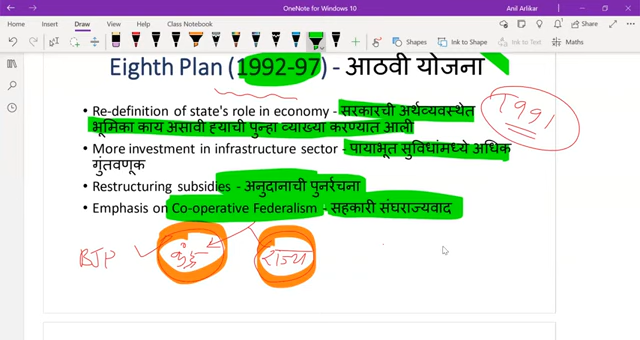 OneNote for Windows 10
Anil Arlikar
Home Insert Draw View Help Class Notebook
Share
Shapes Ink to Shape Ink to Text
Eighth Plan (1992-97) - आठवी योजना
Re-definition of state's role in economy - सरकारची अर्थव्यवस्थेत
भूमिका काय असावी ह्याची पुन्हा व्याख्या करण्यात आली
1991
More investment in infrastructure sector - पायाभूत सुविधांमध्ये अधिक
गुंतवणूक
Restructuring subsidies - अनुदानाची पुनर्रचना
Emphasis on Co-operative Federalism - सहकारी संघराज्यवाद
BJP केंद्र राज्य